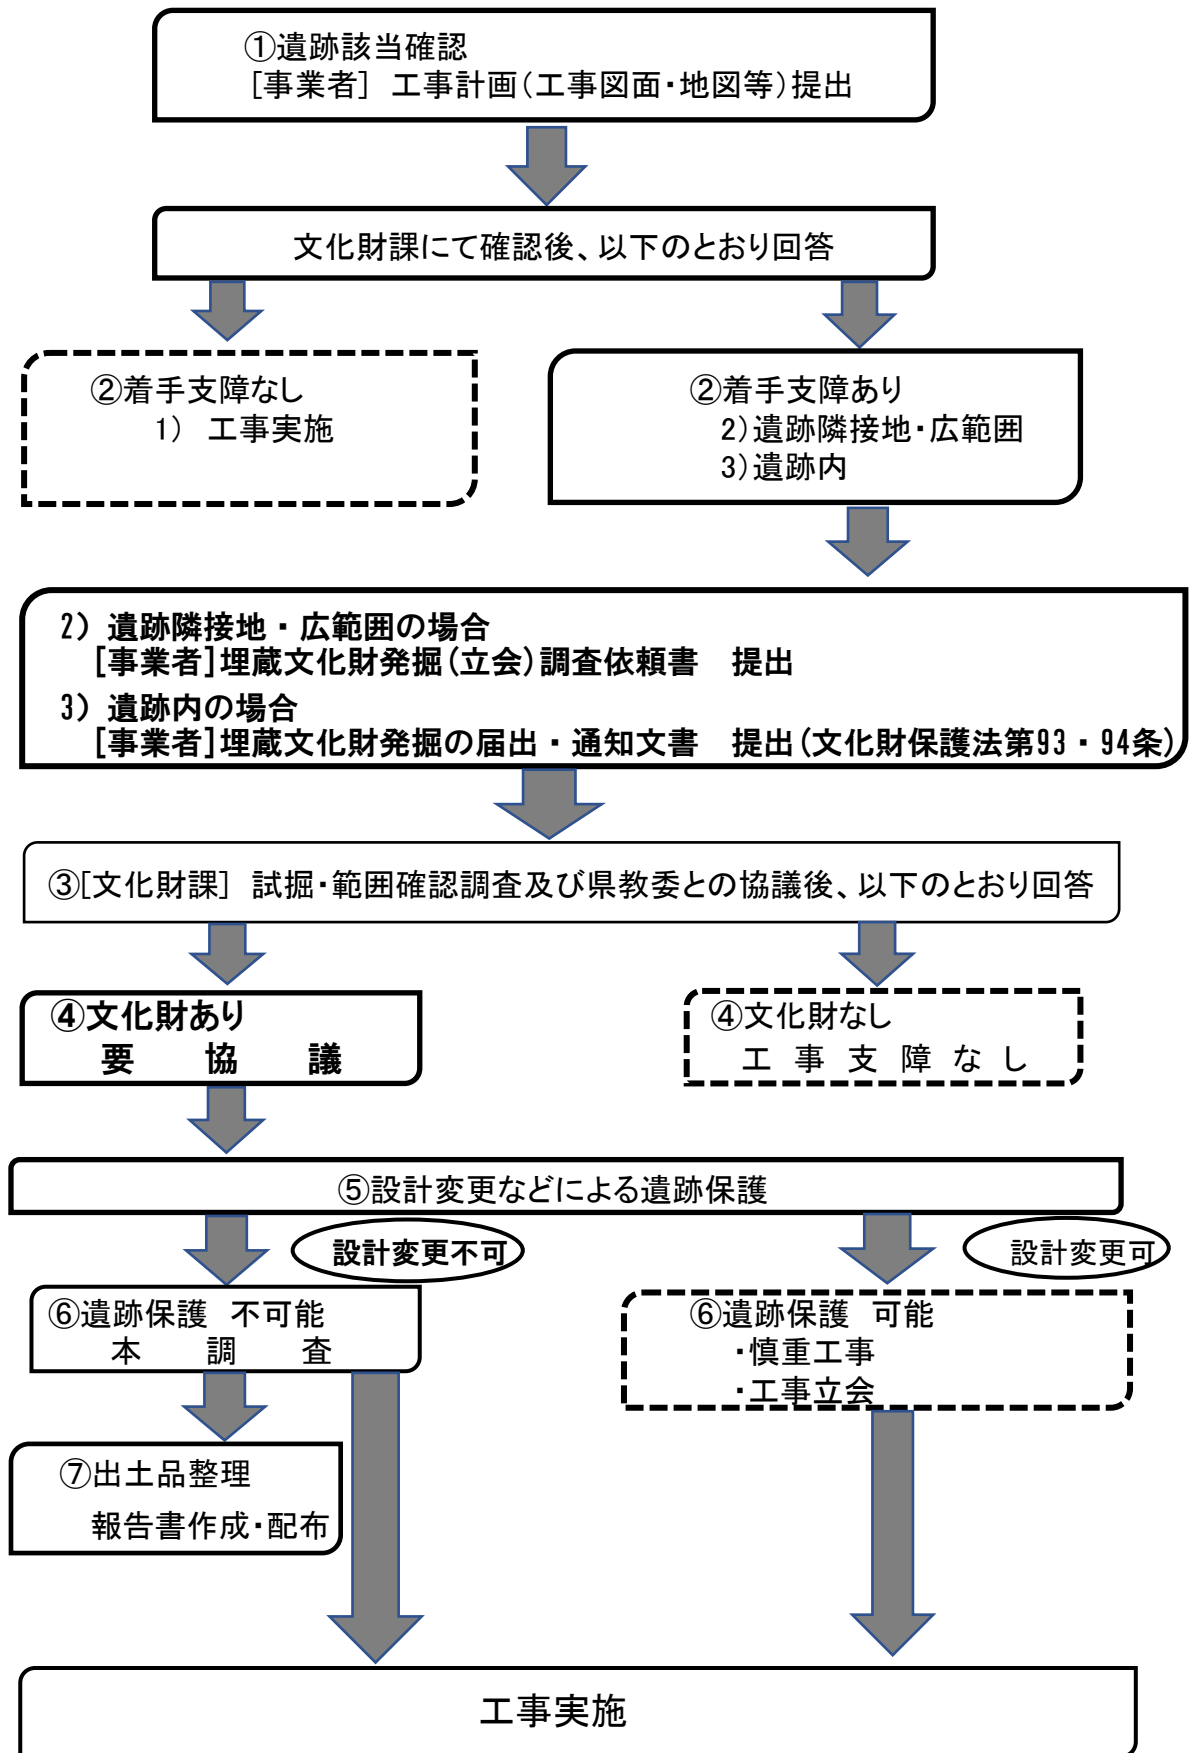 ①遺跡該当確認
［事業者］ 工事計画（工事図面・地図等）提出
文化財課にて確認後、以下のとおり回答
②着手支障なし
1） 工事実施
②着手支障あり
2）遺跡隣接地・広範囲
3）遺跡内
2）遺跡隣接地・広範囲の場合
［事業者］埋蔵文化財発掘（立会）調査依頼書　提出
3）遺跡内の場合
［事業者］埋蔵文化財発掘の届出・通知文書　提出（文化財保護法第93・94条）
③［文化財課］ 試掘・範囲確認調査及び県教委との協議後、以下のとおり回答
④文化財あり
要　協　議
④文化財なし
工 事 支 障 な し
⑤設計変更などによる遺跡保護
設計変更不可
設計変更可
⑥遺跡保護 不可能
本　調　査
⑥遺跡保護 可能
・慎重工事
・工事立会
⑦出土品整理
報告書作成・配布
工事実施